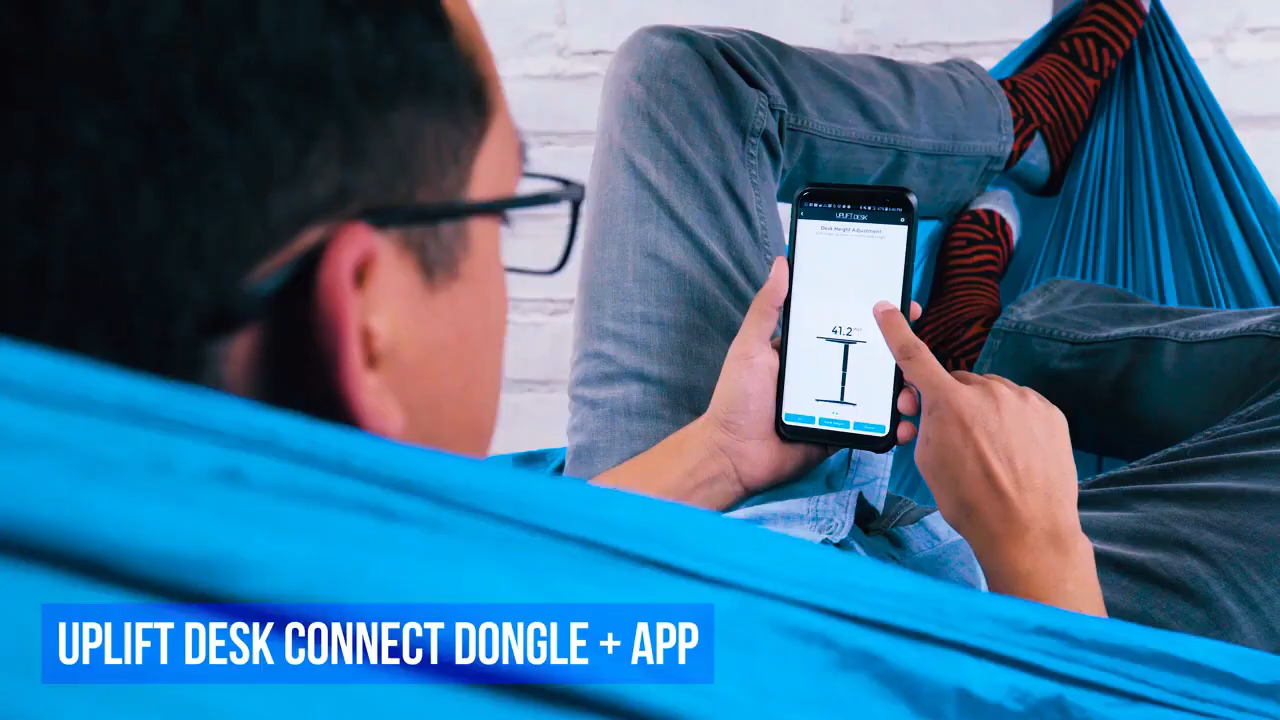 UPLIFT DESK
Desk Height Adjustment
41.2
UPLIFT DESK CONNECT DONGLE + APP